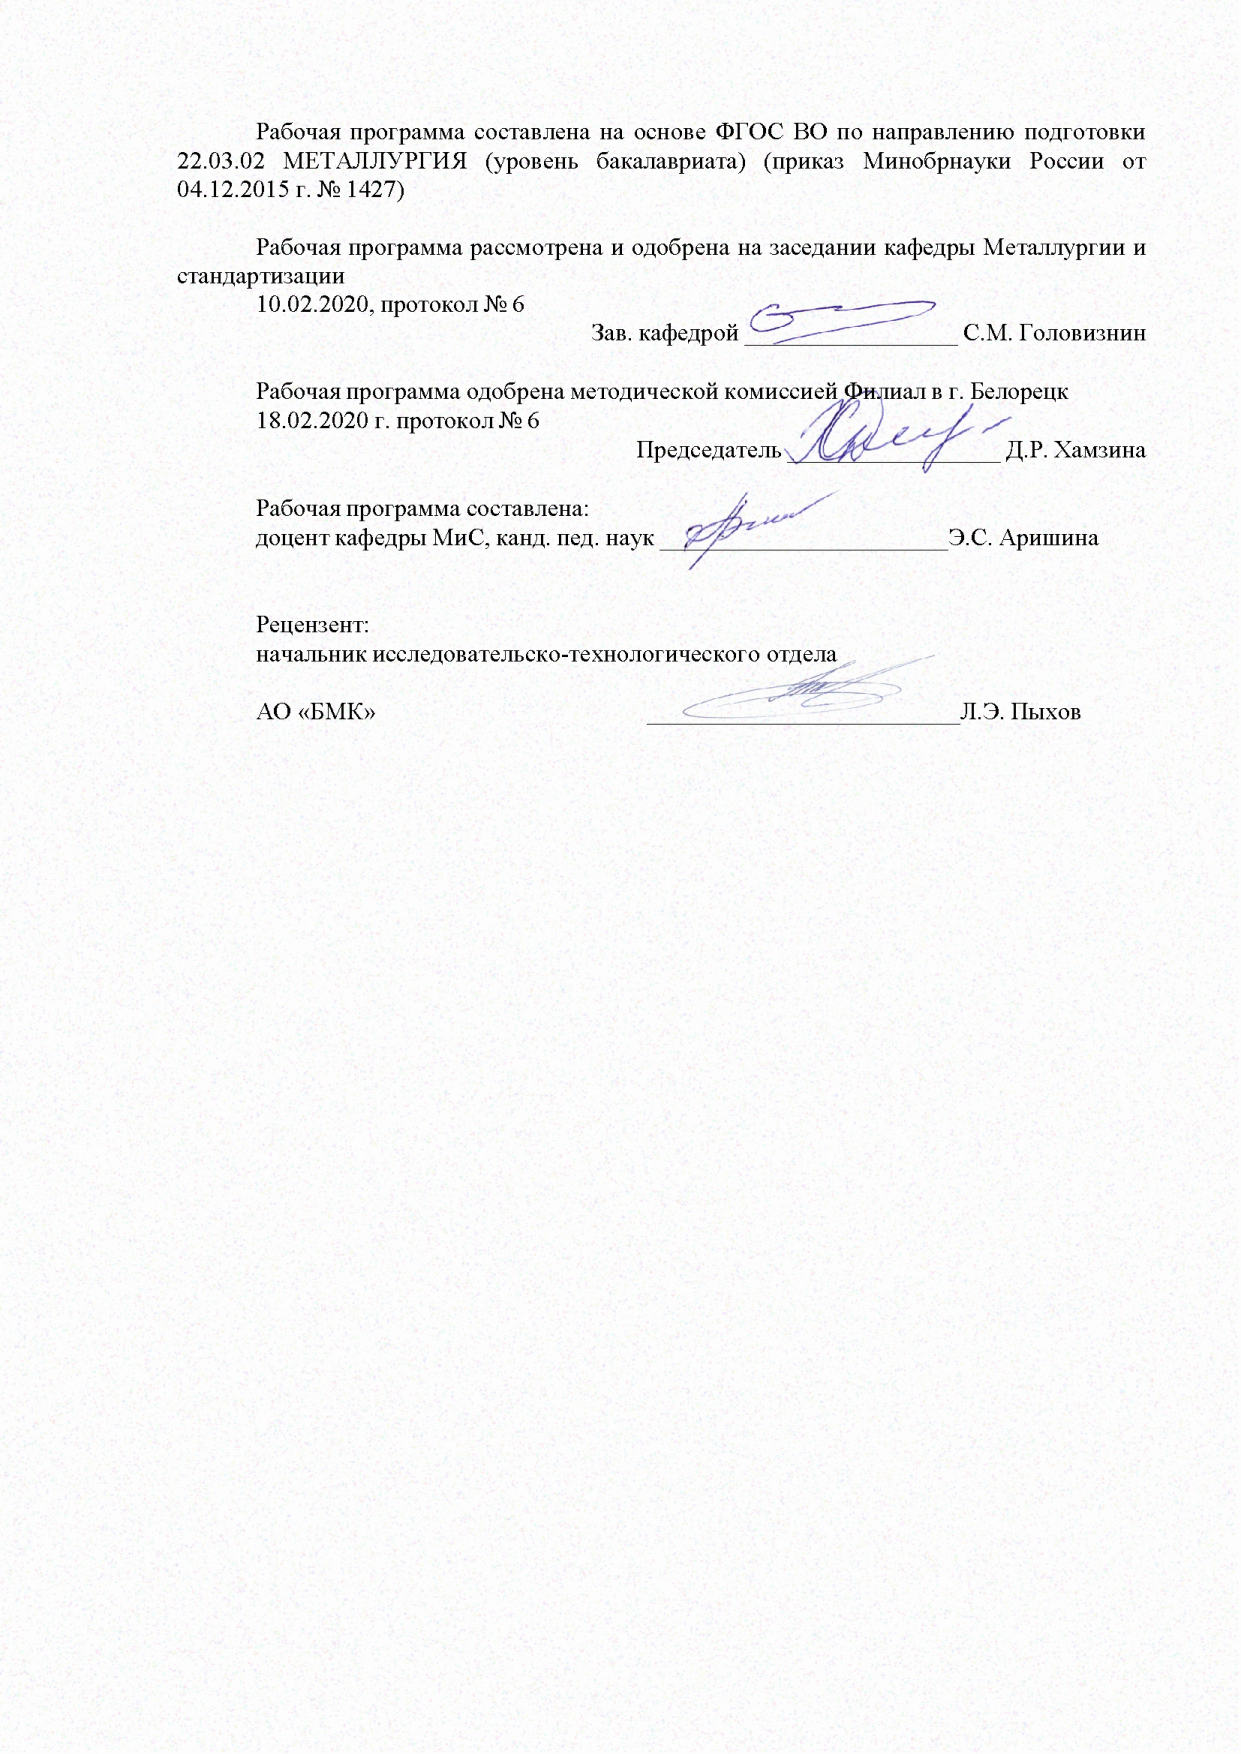 Рабочая программа составлена на основе ФГОС ВО по направлению подготовки
22.03.02 МЕТАЛЛУРГИЯ (уровень бакалавриата) (приказ Минобрнауки России от
04.12.2015 г. № 1427)
Рабочая программа рассмотрена и одобрена на заседании кафедры Металлургии и
стандартизации
10.02.2020, протокол № 6
Зав. кафедрой _________________ С.М. Головизнин
Рабочая программа одобрена методической комиссией Филиал в г. Белорецк
18.02.2020 г. протокол № 6
Председатель _________________ Д.Р. Хамзина
Рабочая программа составлена:
доцент кафедры МиС, канд. пед. наук _______________________Э.С. Аришина
Рецензент:
начальник исследовательско-технологического отдела
АО «БМК» _________________________Л.Э. Пыхов